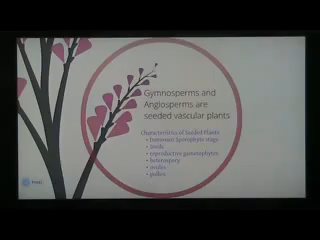 Gymnosperms and
Angiosperms are
seeded vascular plants
Characteristics of Seeded Plants
• Dominant Sporophyte stage
• Seeds
• reproductive gametophytes
• heterospory
• ovules
• pollen